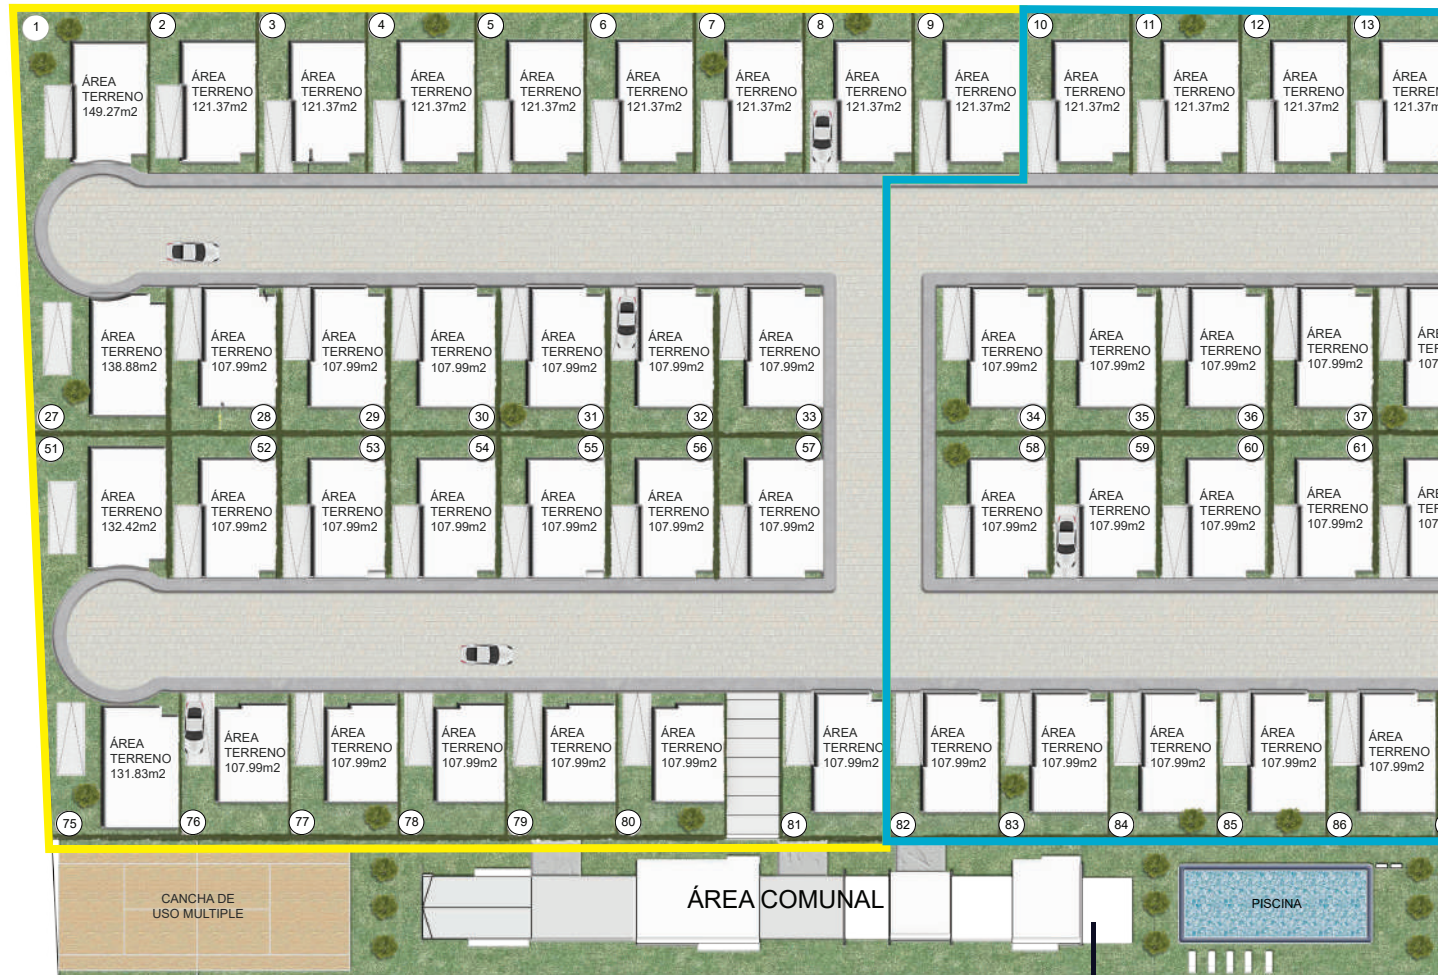 1 2 3 4 5 6 7 8 9 10 11 12 13
ÁREA TERRENO 149.27m2
ÁREA TERRENO 121.37m2
ÁREA TERRENO 121.37m2
ÁREA TERRENO 121.37m2
ÁREA TERRENO 121.37m2
ÁREA TERRENO 121.37m2
ÁREA TERRENO 121.37m2
ÁREA TERRENO 121.37m2
ÁREA TERRENO 121.37m2
ÁREA TERRENO 121.37m2
ÁREA TERRENO 121.37m2
ÁREA TERRENO 121.37m2
ÁREA
ÁREA TERRENO 138.88m2
ÁREA TERRENO 107.99m2
ÁREA TERRENO 107.99m2
ÁREA TERRENO 107.99m2
ÁREA TERRENO 107.99m2
ÁREA TERRENO 107.99m2
ÁREA TERRENO 107.99m2
ÁREA TERRENO 107.99m2
ÁREA TERRENO 107.99m2
ÁREA TERRENO 107.99m2
ÁREA TERRENO 107.99m2
27 28 29 30 31 32 33 34 35 36 37
51 52 53 54 55 56 57 58 59 60 61
ÁREA TERRENO 132.42m2
ÁREA TERRENO 107.99m2
ÁREA TERRENO 107.99m2
ÁREA TERRENO 107.99m2
ÁREA TERRENO 107.99m2
ÁREA TERRENO 107.99m2
ÁREA TERRENO 107.99m2
ÁREA TERRENO 107.99m2
ÁREA TERRENO 107.99m2
ÁREA TERRENO 107.99m2
ÁREA TERRENO 107.99m2
ÁREA TERRENO 131.83m2
ÁREA TERRENO 107.99m2
ÁREA TERRENO 107.99m2
ÁREA TERRENO 107.99m2
ÁREA TERRENO 107.99m2
ÁREA TERRENO 107.99m2
ÁREA TERRENO 107.99m2
ÁREA TERRENO 107.99m2
ÁREA TERRENO 107.99m2
ÁREA TERRENO 107.99m2
ÁREA TERRENO 107.99m2
ÁREA TERRENO 107.99m2
75 76 77 78 79 80 81 82 83 84 85 86
CANCHA DE
USO MULTIPLE
ÁREA COMUNAL
PISCINA